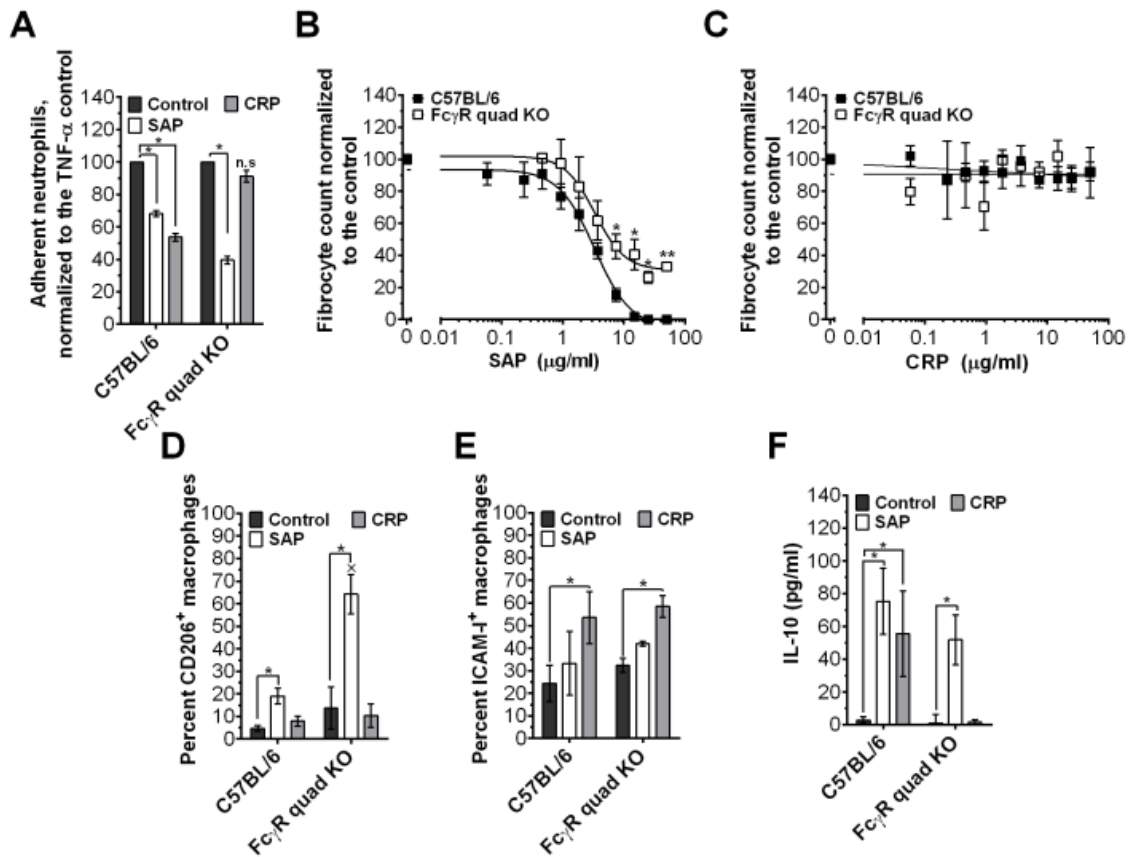 A
Adherent neutrophils,
normalized to the TNF-α control
140
120
100
80
60
40
20
0
Control
CRP
SAP
*
*
*
n.s
C57BL/6
FcγR quad KO
B
Fibrocyte count normalized
to the control
140
120
100
80
60
40
20
0
C57BL/6
FcγR quad KO
*
*
*
**
0
0.01
0.1
1
10
100
SAP (μg/ml)
C
Fibrocyte count normalized
to the control
140
120
100
80
60
40
20
0
C57BL/6
FcγR quad KO
0
0.01
0.1
1
10
100
CRP (μg/ml)
D
Percent CD206+ macrophages
100
90
80
70
60
50
40
30
20
10
0
Control
CRP
SAP
*
*
×
C57BL/6
FcγR quad KO
E
Percent ICAM-I+ macrophages
100
90
80
70
60
50
40
30
20
10
0
Control
CRP
SAP
*
*
C57BL/6
FcγR quad KO
F
IL-10 (pg/ml)
140
120
100
80
60
40
20
0
Control
CRP
SAP
*
*
*
C57BL/6
FcγR quad KO